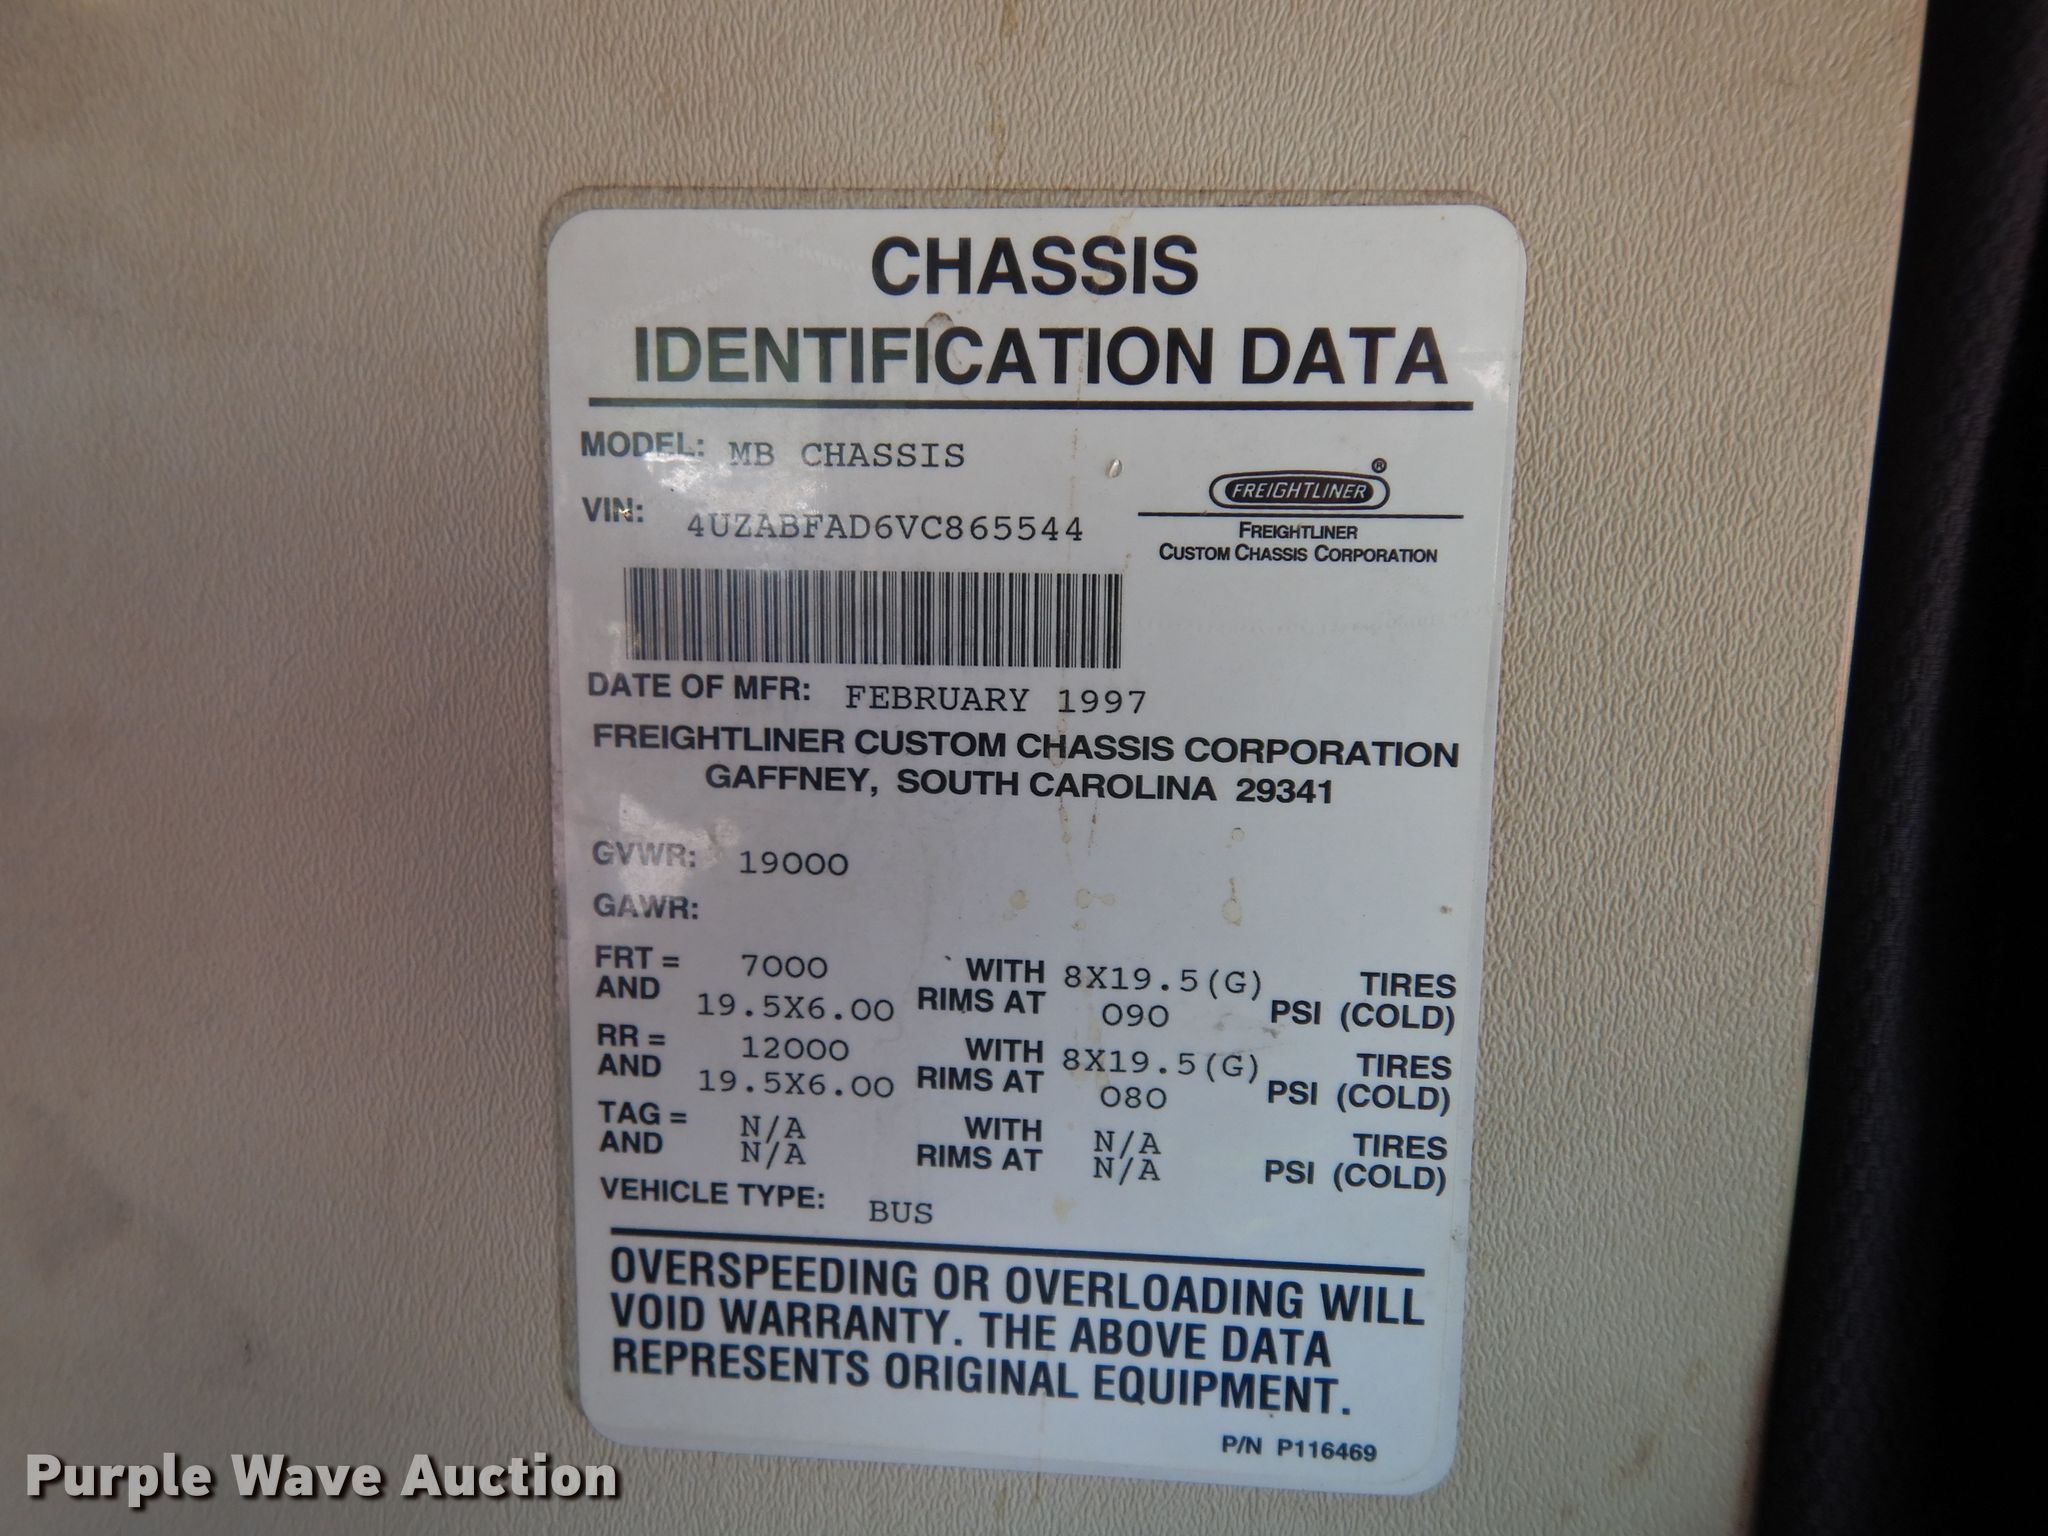 CHASSIS
IDENTIFICATION DATA
MODEL: MB CHASSIS
FREIGHTLINER ®
VIN: 4UZABFAD6VC865544
FREIGHTLINER
CUSTOM CHASSIS CORPORATION
DATE OF MFR: FEBRUARY 1997
FREIGHTLINER CUSTOM CHASSIS CORPORATION
GAFFNEY, SOUTH CAROLINA 29341
GVWR: 19000
GAWR:
FRT = 7000 WITH 8X19.5(G) TIRES
AND 19.5X6.00 RIMS AT 090 PSI (COLD)
RR = 12000 WITH 8X19.5(G) TIRES
AND 19.5X6.00 RIMS AT 080 PSI (COLD)
TAG = N/A WITH N/A TIRES
AND N/A RIMS AT N/A PSI (COLD)
VEHICLE TYPE: BUS
OVERSPEEDING OR OVERLOADING WILL
VOID WARRANTY. THE ABOVE DATA
REPRESENTS ORIGINAL EQUIPMENT.
P/N P116469
Purple Wave Auction